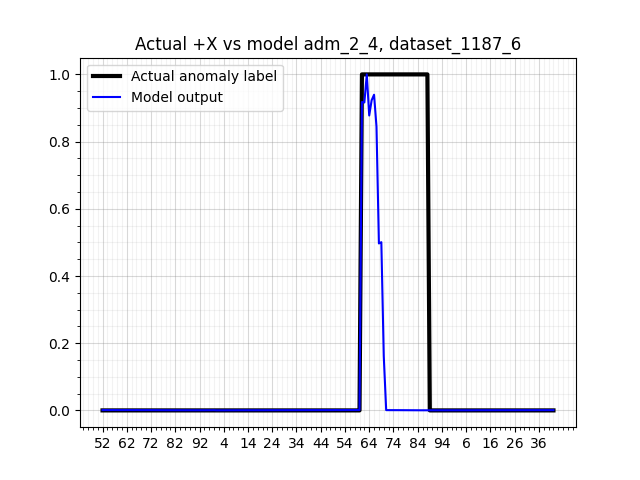 Actual +X vs model adm_2_4, dataset_1187_6
Actual anomaly label
Model output
1.0
0.8
0.6
0.4
0.2
0.0
52 62 72 82 92 4 14 24 34 44 54 64 74 84 94 6 16 26 36